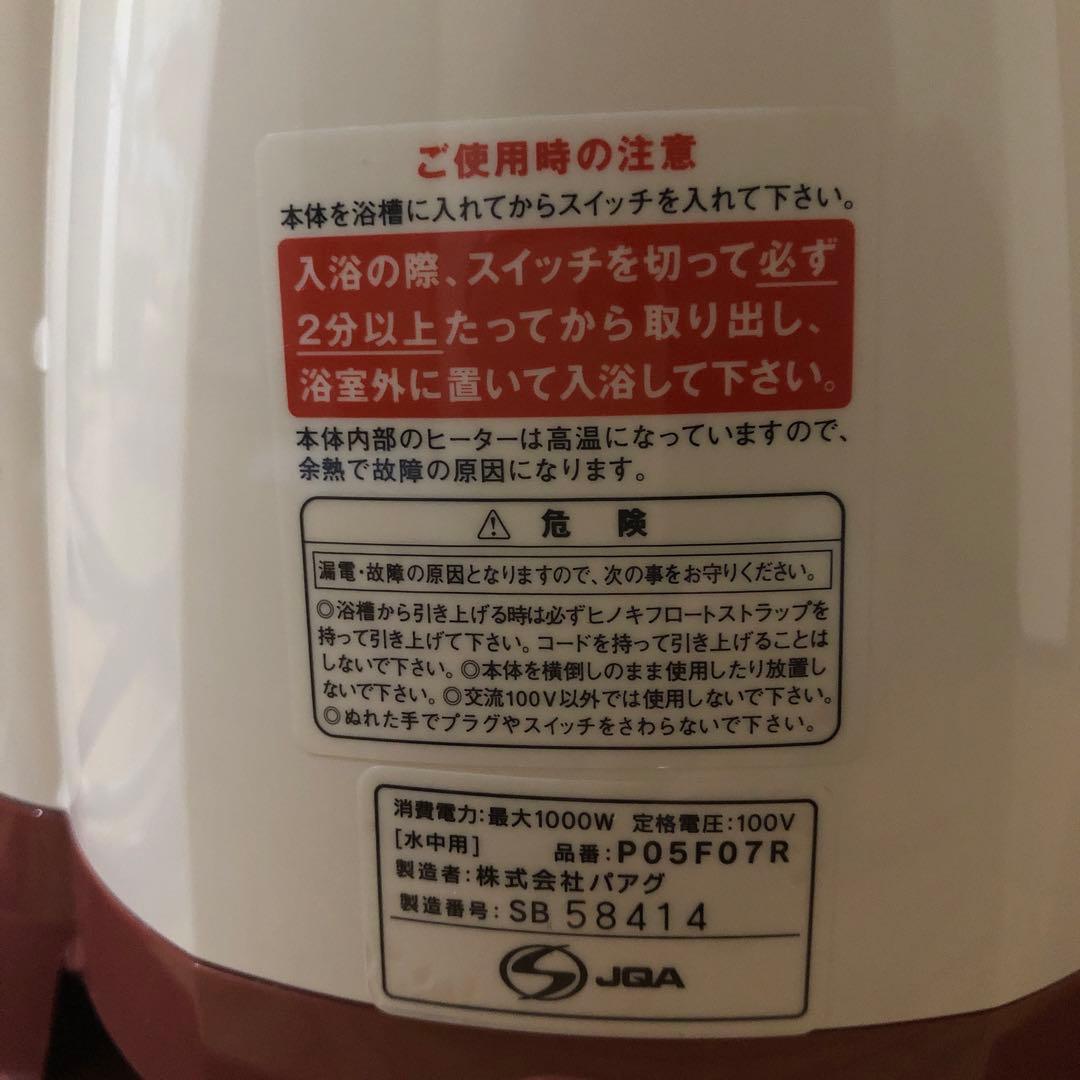 ご使用時の注意
本体を浴槽に入れてからスイッチを入れて下さい。
入浴の際、スイッチを切って必ず
2分以上たってから取り出し、
浴室外に置いて入浴して下さい。
本体内部のヒーターは高温になっていますので、
余熱で故障の原因になります。
⚠ 危 険
漏電・故障の原因となりますので、次の事をお守りください。
◎浴槽から引き上げる時は必ずヒノキフロートストラップを
持って引き上げて下さい。コードを持って引き上げることは
しないで下さい。◎本体を横倒しのまま使用したり放置し
ないで下さい。◎交流100V以外では使用しないで下さい。
◎ぬれた手でプラグやスイッチをさわらないで下さい。
消費電力:最大1000W 定格電圧:100V
[水中用] 品番:P05F07R
製造者:株式会社パアグ
製造番号:SB 58414
JQA